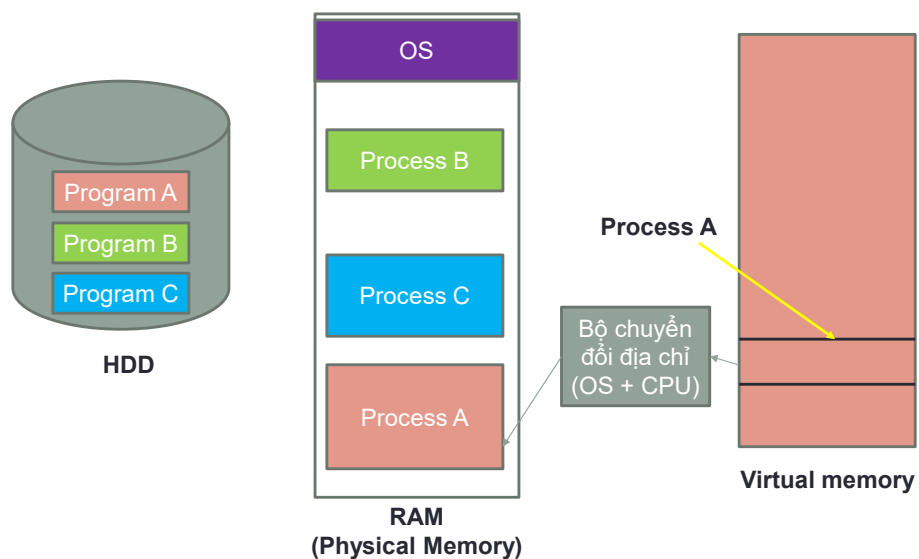 OS
Process B
Program A
Program B
Program C
HDD
Process C
Process A
RAM
(Physical Memory)
Bộ chuyển
đổi địa chỉ
(OS + CPU)
Process A
Virtual memory